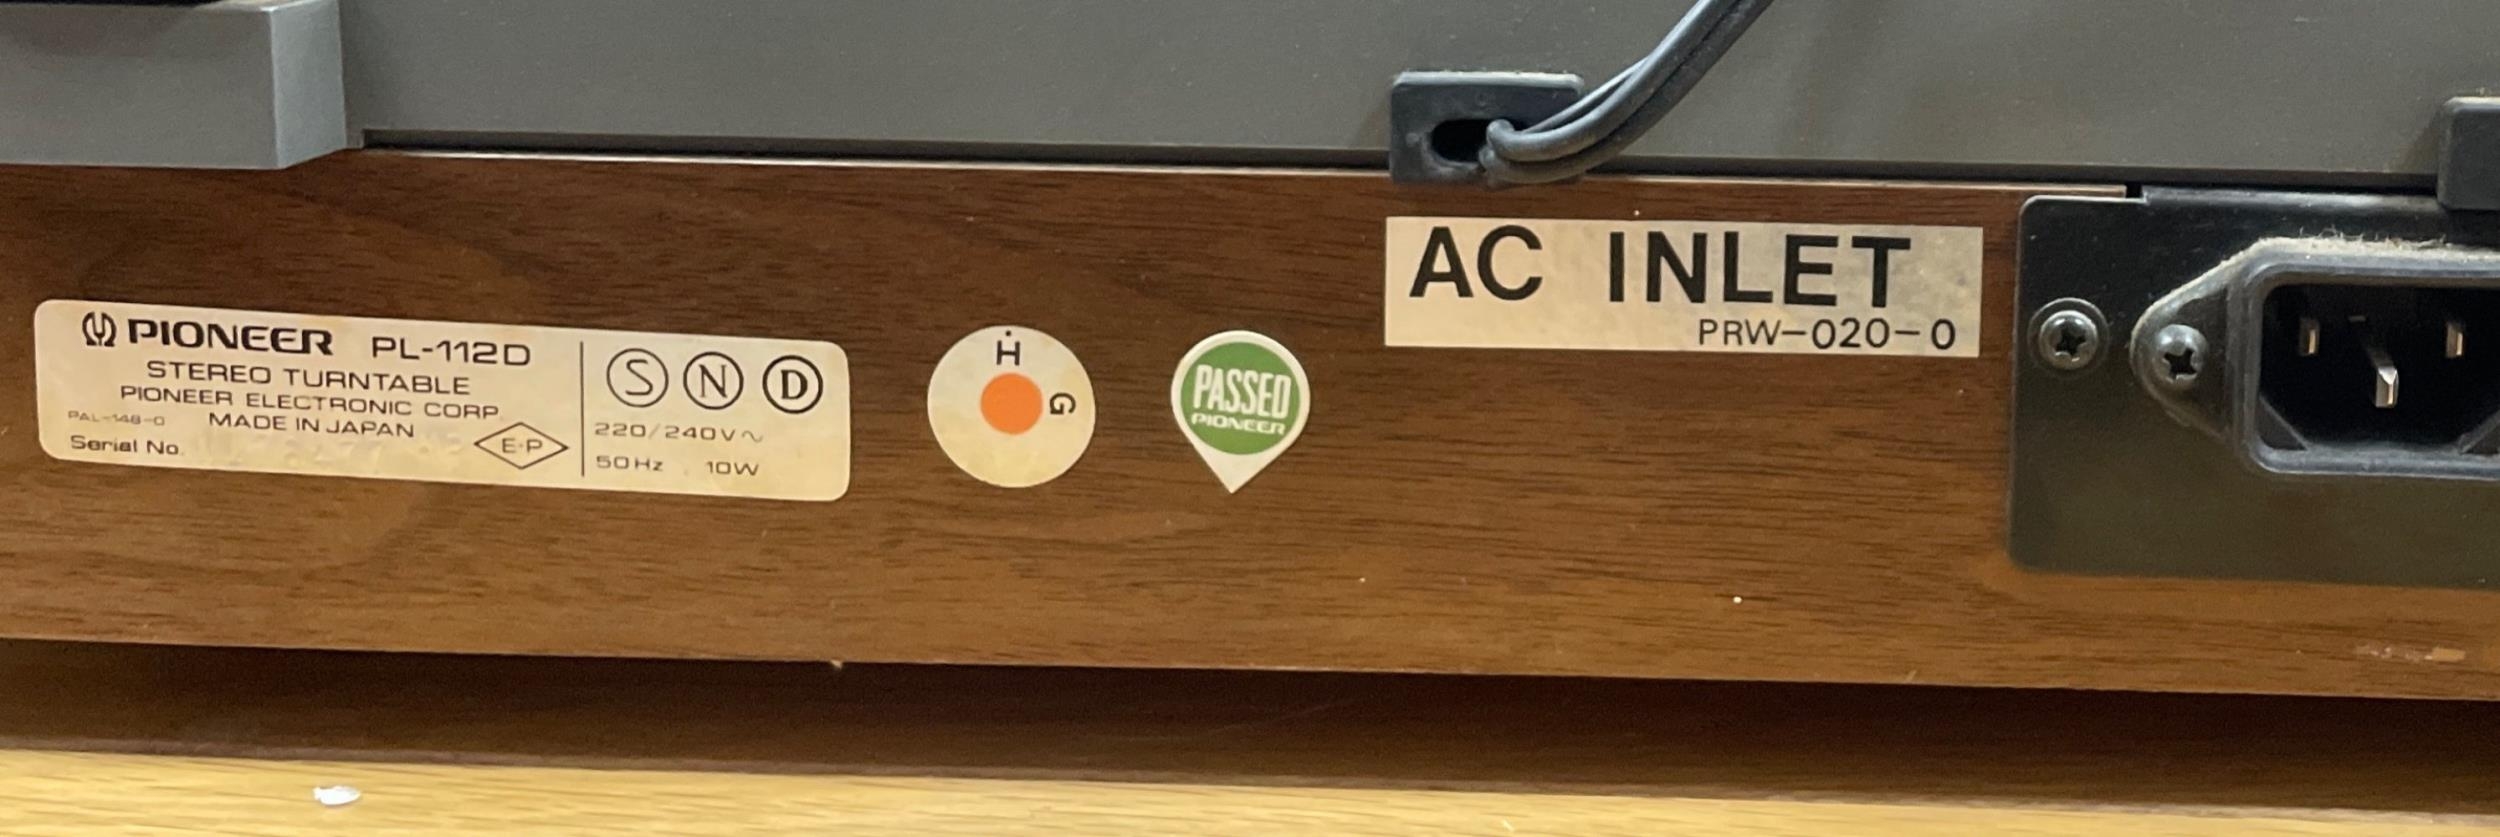 PIONEER PL-112D
STEREO TURNTABLE
PIONEER ELECTRONIC CORP.
PAL-148-0 MADE IN JAPAN
Serial No.
E·P
S N D
220/240V～
50Hz 10W
H
G
PASSED
PIONEER
AC INLET
PRW-020-0